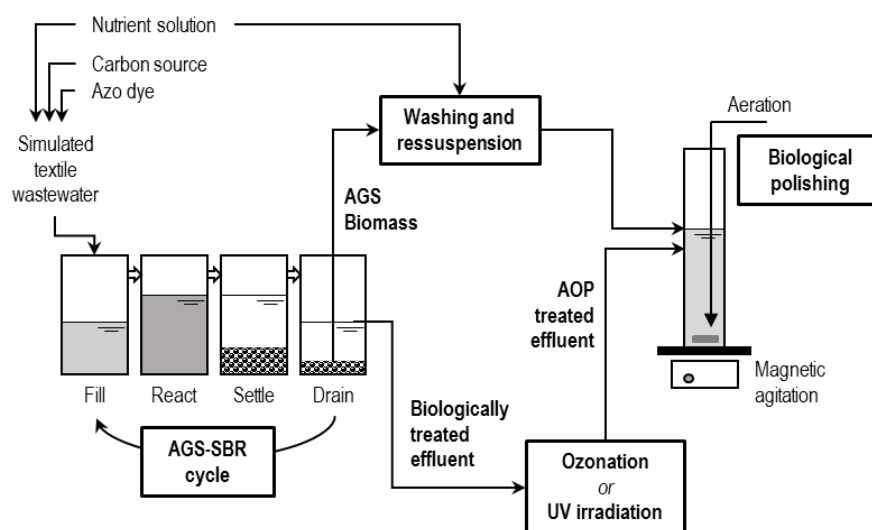 Nutrient solution
Carbon source
Azo dye
Simulated
textile
wastewater
Washing and
ressuspension
Aeration
Biological
polishing
AGS
Biomass
AOP
treated
effluent
Magnetic
agitation
Fill
React
Settle
Drain
AGS-SBR
cycle
Biologically
treated
effluent
Ozonation
or
UV irradiation